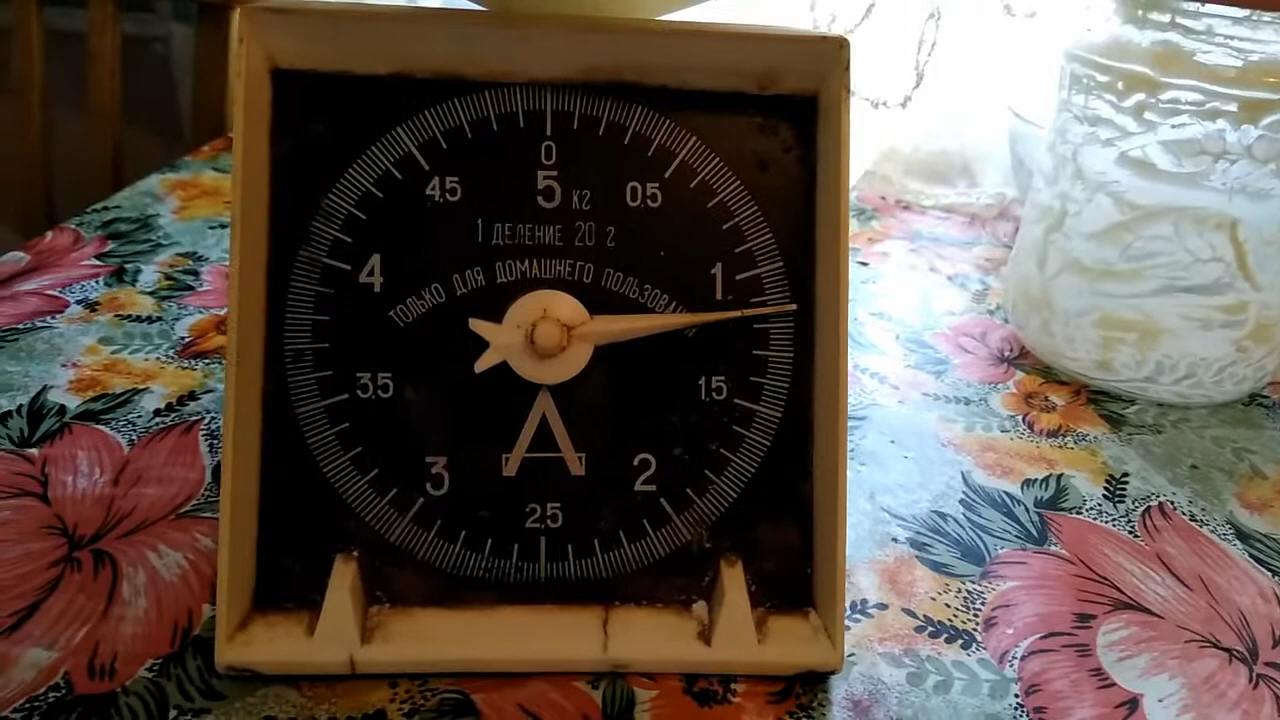 0
4,5 5 кг 0.5
1 ДЕЛЕНИЕ 20 г
ТОЛЬКО ДЛЯ ДОМАШНЕГО
4 1
3,5 1.5
3 2
2,5